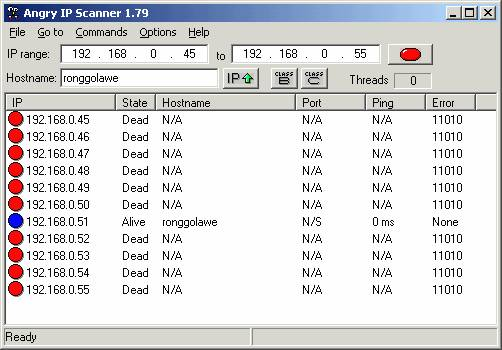 Angry IP Scanner 1.79
File Go to Commands Options Help
IP range: 192 . 168 . 0 . 45 to 192 . 168 . 0 . 55
Hostname: ronggolawe IP CLASS B CLASS C Threads 0
IP State Hostname Port Ping Error
192.168.0.45 Dead N/A N/A N/A 11010
192.168.0.46 Dead N/A N/A N/A 11010
192.168.0.47 Dead N/A N/A N/A 11010
192.168.0.48 Dead N/A N/A N/A 11010
192.168.0.49 Dead N/A N/A N/A 11010
192.168.0.50 Dead N/A N/A N/A 11010
192.168.0.51 Alive ronggolawe N/S 0 ms None
192.168.0.52 Dead N/A N/A N/A 11010
192.168.0.53 Dead N/A N/A N/A 11010
192.168.0.54 Dead N/A N/A N/A 11010
192.168.0.55 Dead N/A N/A N/A 11010
Ready